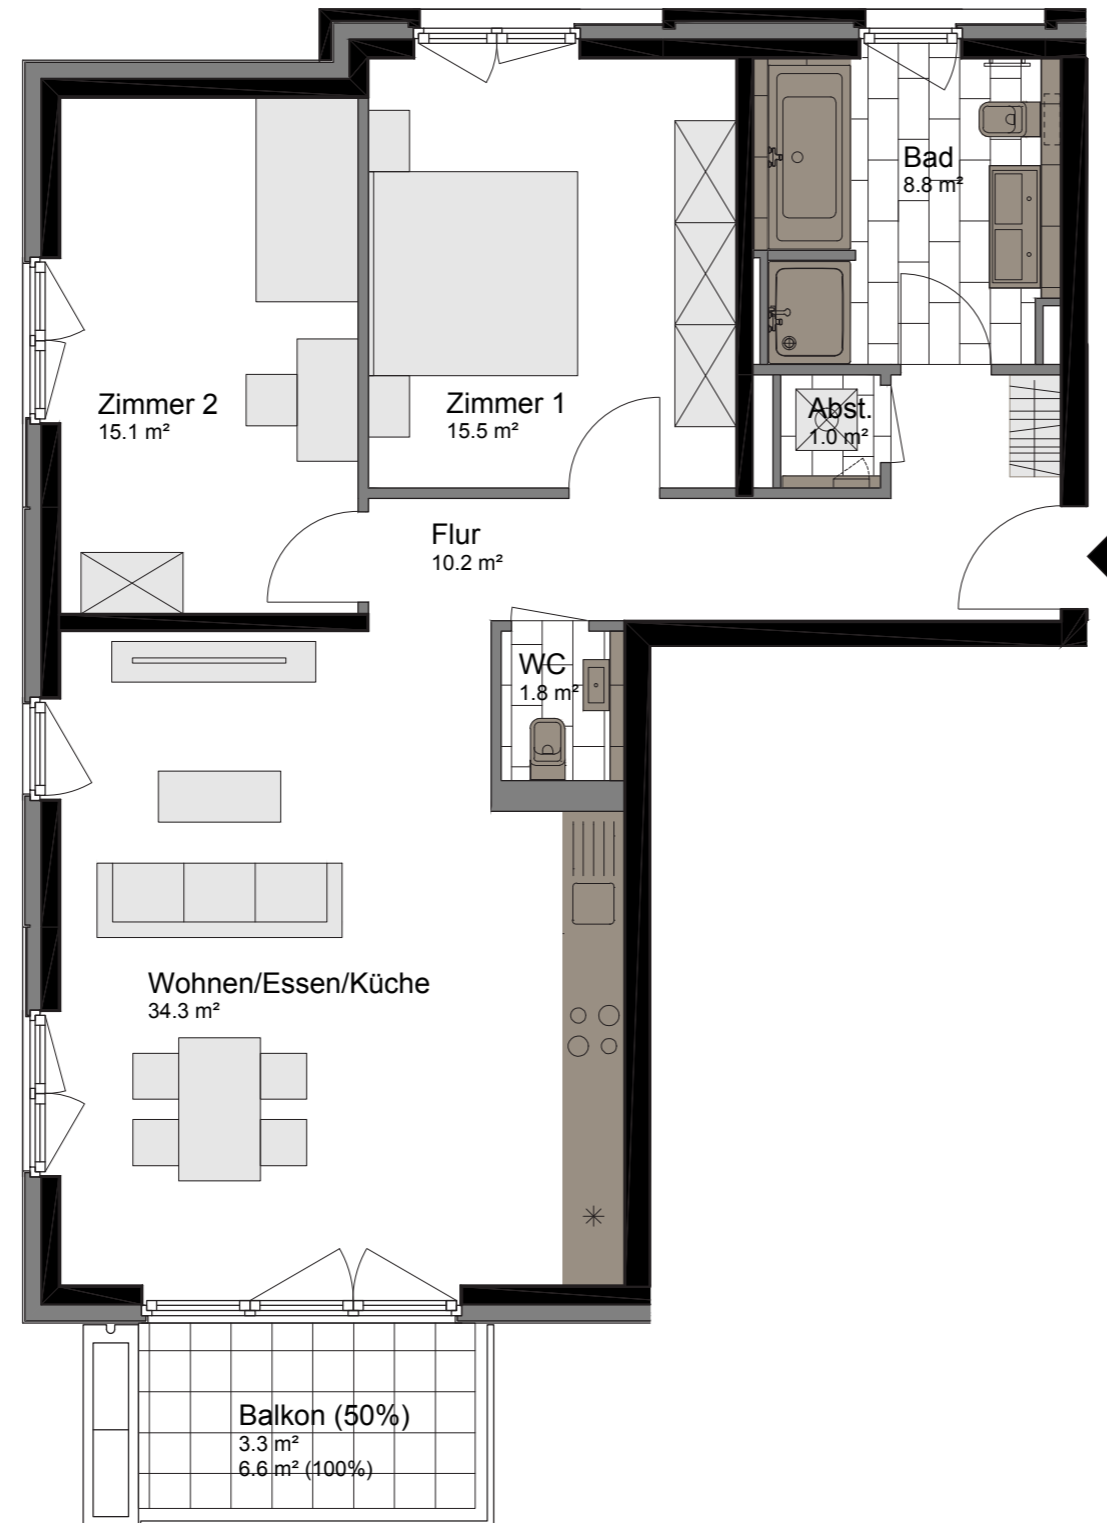 Bad
8.8 m²
Zimmer 2
15.1 m²
Zimmer 1
15.5 m²
Abst.
1.0 m²
Flur
10.2 m²
WC
1.8 m²
Wohnen/Essen/Küche
34.3 m²
Balkon (50%)
3.3 m²
6.6 m² (100%)